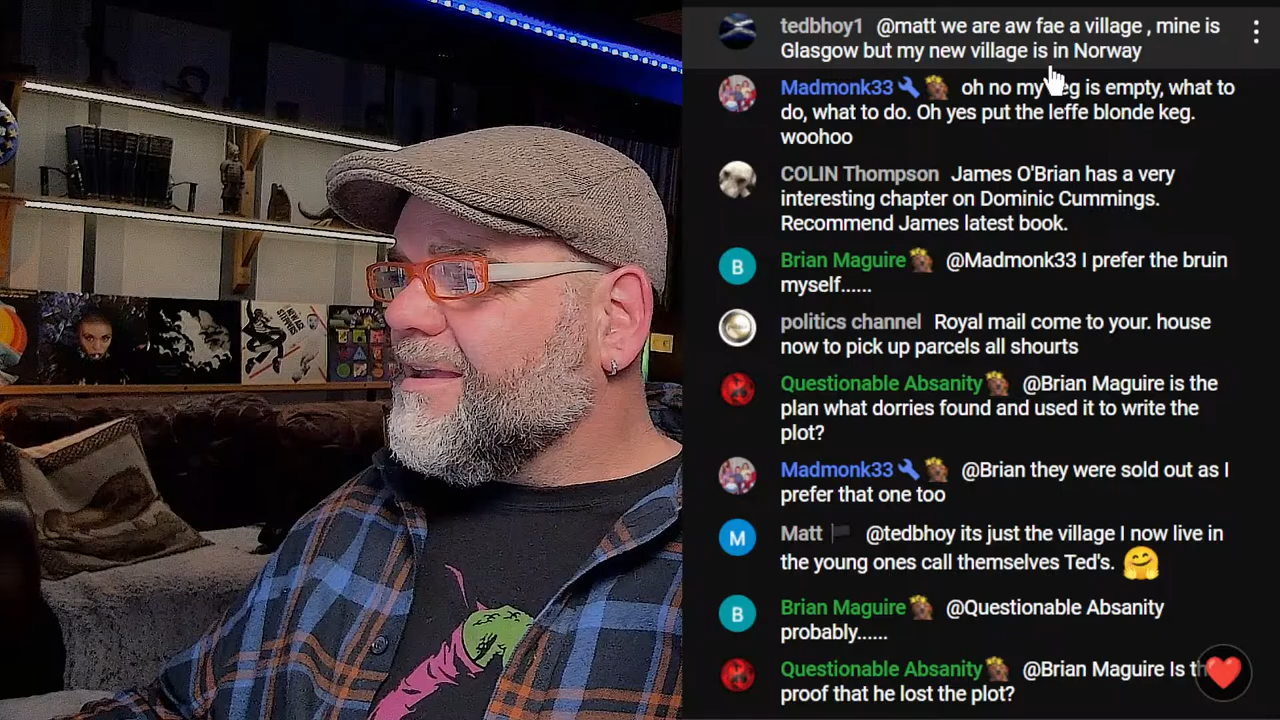 tedbhoy1 @matt we are aw fae a village , mine is
Glasgow but my new village is in Norway
Madmonk33 oh no my keg is empty, what to
do, what to do. Oh yes put the leffe blonde keg.
woohoo
COLIN Thompson James O'Brian has a very
interesting chapter on Dominic Cummings.
Recommend James latest book.
B Brian Maguire @Madmonk33 I prefer the bruin
myself......
politics channel Royal mail come to your. house
now to pick up parcels all shourts
Questionable Absanity @Brian Maguire is the
plan what dorries found and used it to write the
plot?
Madmonk33 @Brian they were sold out as I
prefer that one too
M Matt @tedbhoy its just the village I now live in
the young ones call themselves Ted's.
B Brian Maguire @Questionable Absanity
probably......
Questionable Absanity @Brian Maguire Is
proof that he lost the plot?